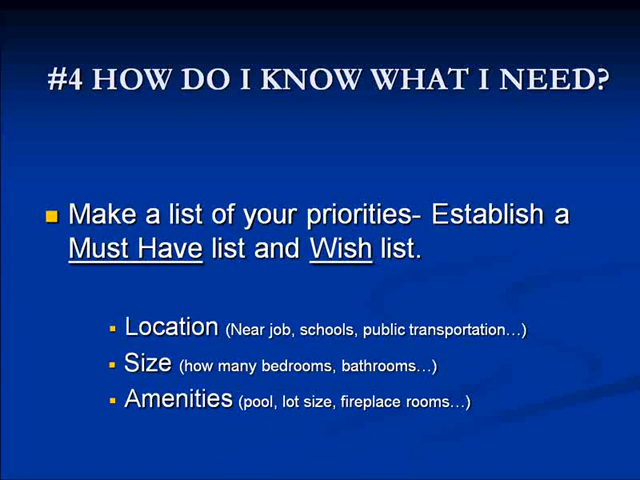 #4 HOW DO I KNOW WHAT I NEED?
Make a list of your priorities- Establish a
Must Have list and Wish list.
Location (Near job, schools, public transportation…)
Size (how many bedrooms, bathrooms…)
Amenities (pool, lot size, fireplace rooms…)